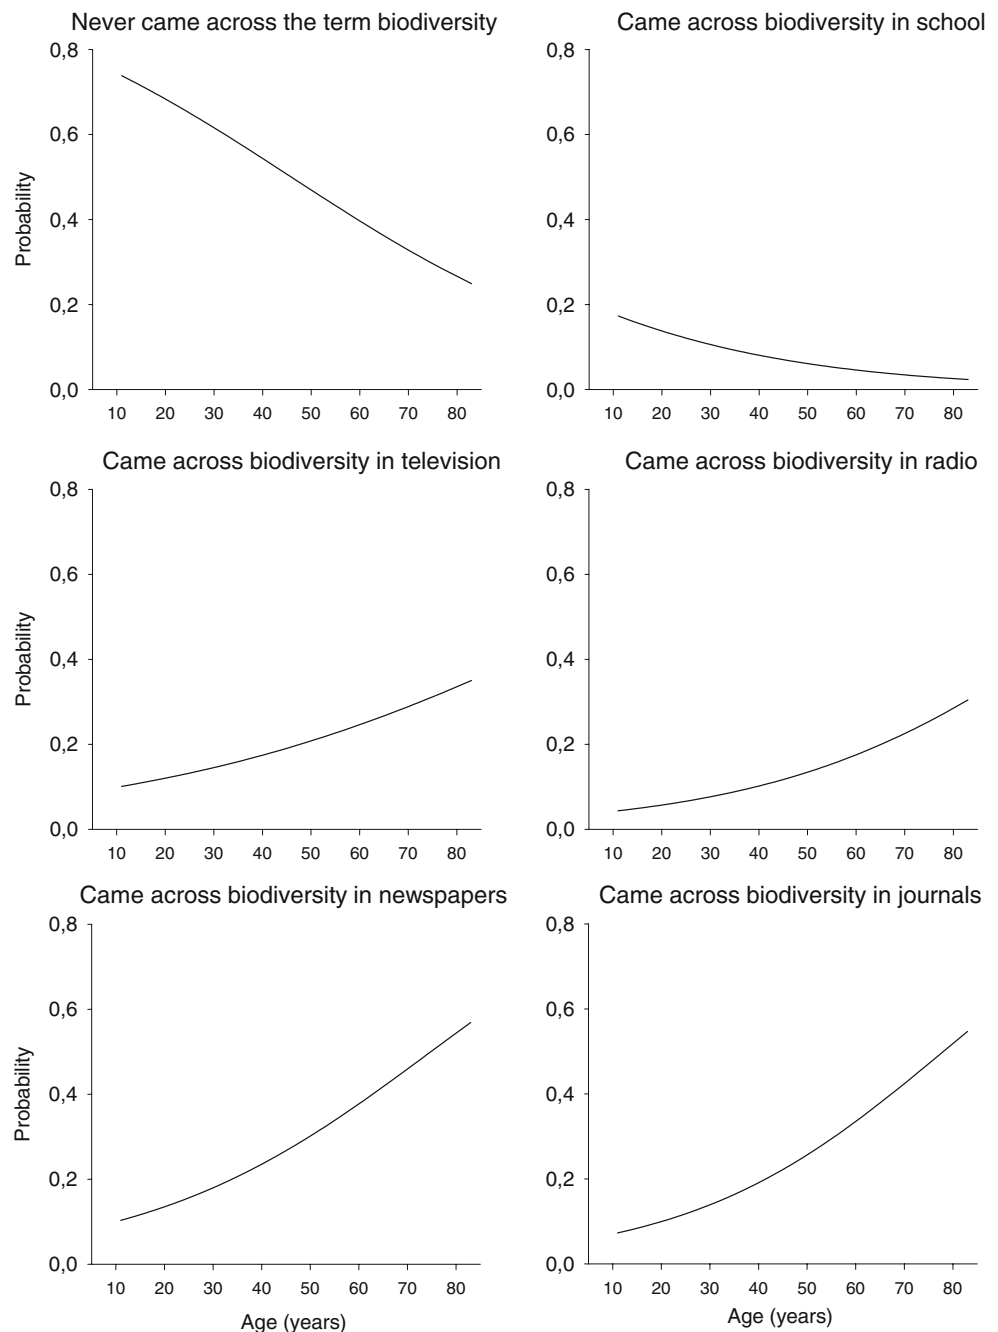 Never came across the term biodiversity
0,8
0,6
0,4
0,2
0,0
Probability
10 20 30 40 50 60 70 80
Came across biodiversity in school
0,8
0,6
0,4
0,2
0,0
10 20 30 40 50 60 70 80
Came across biodiversity in television
0,8
0,6
0,4
0,2
0,0
Probability
10 20 30 40 50 60 70 80
Came across biodiversity in radio
0,8
0,6
0,4
0,2
0,0
10 20 30 40 50 60 70 80
Came across biodiversity in newspapers
0,8
0,6
0,4
0,2
0,0
Probability
10 20 30 40 50 60 70 80
Age (years)
Came across biodiversity in journals
0,8
0,6
0,4
0,2
0,0
10 20 30 40 50 60 70 80
Age (years)